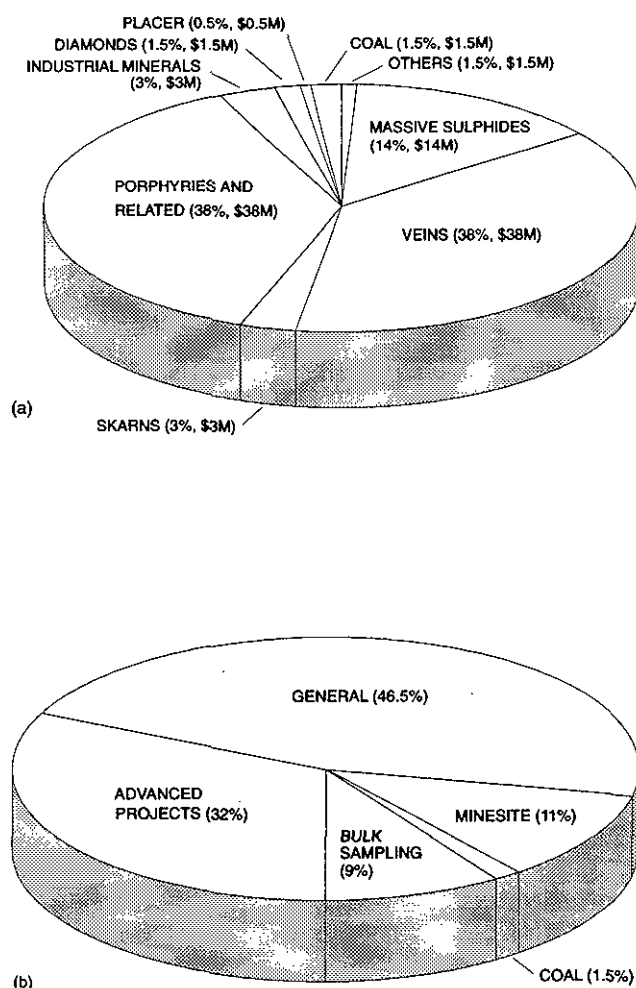 PLACER (0.5%, $0.5M)
DIAMONDS (1.5%, $1.5M)
INDUSTRIAL MINERALS
(3%, $3M)
COAL (1.5%, $1.5M)
OTHERS (1.5%, $1.5M)
MASSIVE SULPHIDES
(14%, $14M)
PORPHYRIES AND
RELATED (38%, $38M)
VEINS (38%, $38M)
(a)
SKARNS (3%, $3M)
GENERAL (46.5%)
ADVANCED
PROJECTS (32%)
BULK
SAMPLING
(9%)
MINESITE (11%)
(b)
COAL (1.5%)